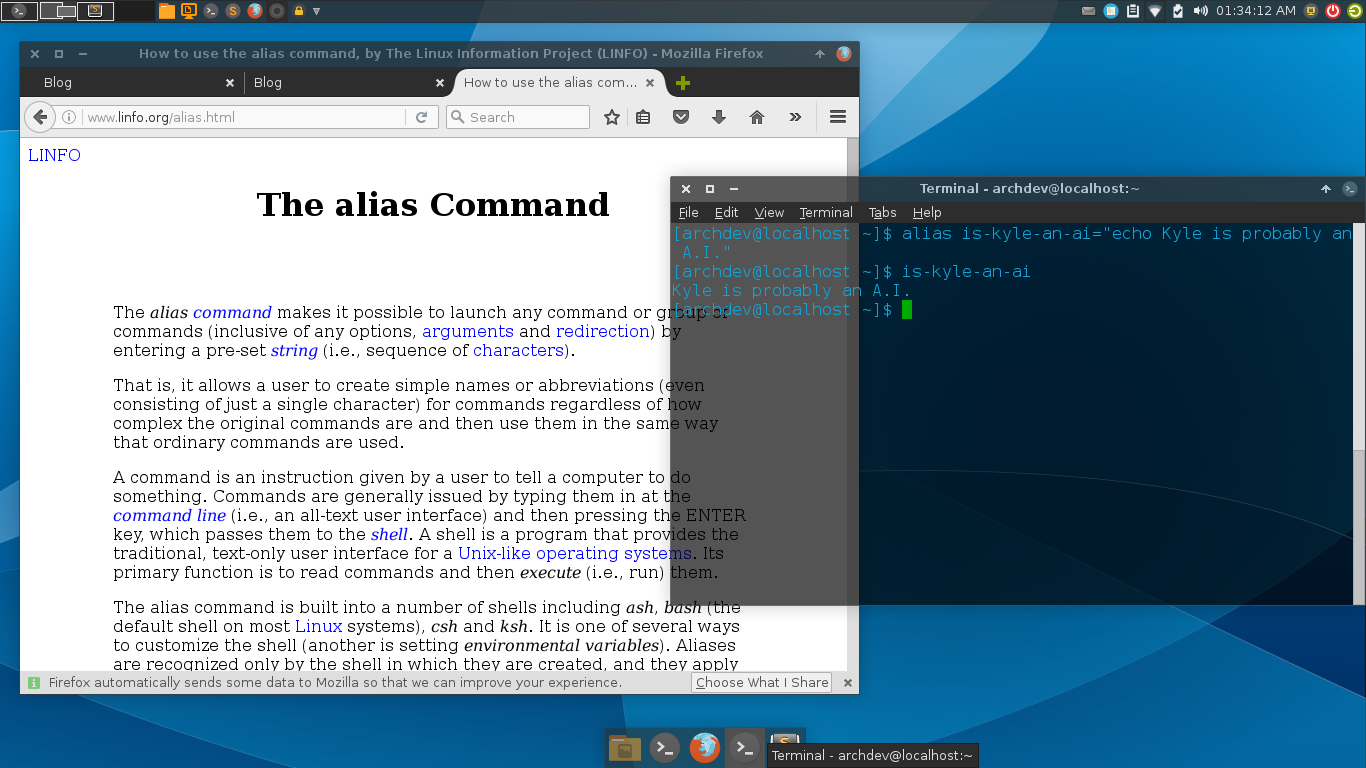 01:34:12 AM
How to use the alias command, by The Linux Information Project (LINFO) - Mozilla Firefox
Blog
Blog
How to use the alias com...
www.linfo.org/alias.html
Search
LINFO
The alias Command
The alias command makes it possible to launch any command or group of
commands (inclusive of any options, arguments and redirection) by
entering a pre-set string (i.e., sequence of characters).
That is, it allows a user to create simple names or abbreviations (even
consisting of just a single character) for commands regardless of how
complex the original commands are and then use them in the same way
that ordinary commands are used.
A command is an instruction given by a user to tell a computer to do
something. Commands are generally issued by typing them in at the
command line (i.e., an all-text user interface) and then pressing the ENTER
key, which passes them to the shell. A shell is a program that provides the
traditional, text-only user interface for a Unix-like operating systems. Its
primary function is to read commands and then execute (i.e., run) them.
The alias command is built into a number of shells including ash, bash (the
default shell on most Linux systems), csh and ksh. It is one of several ways
to customize the shell (another is setting environmental variables). Aliases
are recognized only by the shell in which they are created, and they apply
Firefox automatically sends some data to Mozilla so that we can improve your experience.
Choose What I Share
Terminal - archdev@localhost:~
File Edit View Terminal Tabs Help
[archdev@localhost ~]$ alias is-kyle-an-ai="echo Kyle is probably an
A.I."
[archdev@localhost ~]$ is-kyle-an-ai
Kyle is probably an A.I.
[archdev@localhost ~]$
Terminal - archdev@localhost:~